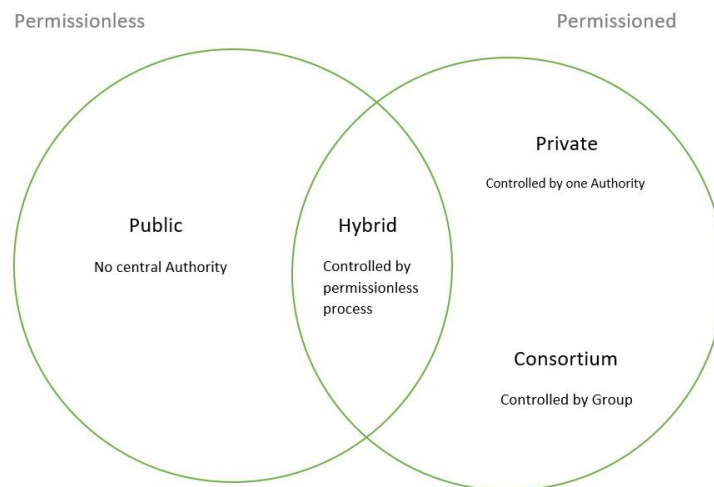 Permissionless
Permissioned
Private
Controlled by one Authority
Public
No central Authority
Hybrid
Controlled by
permissionless
process
Consortium
Controlled by Group